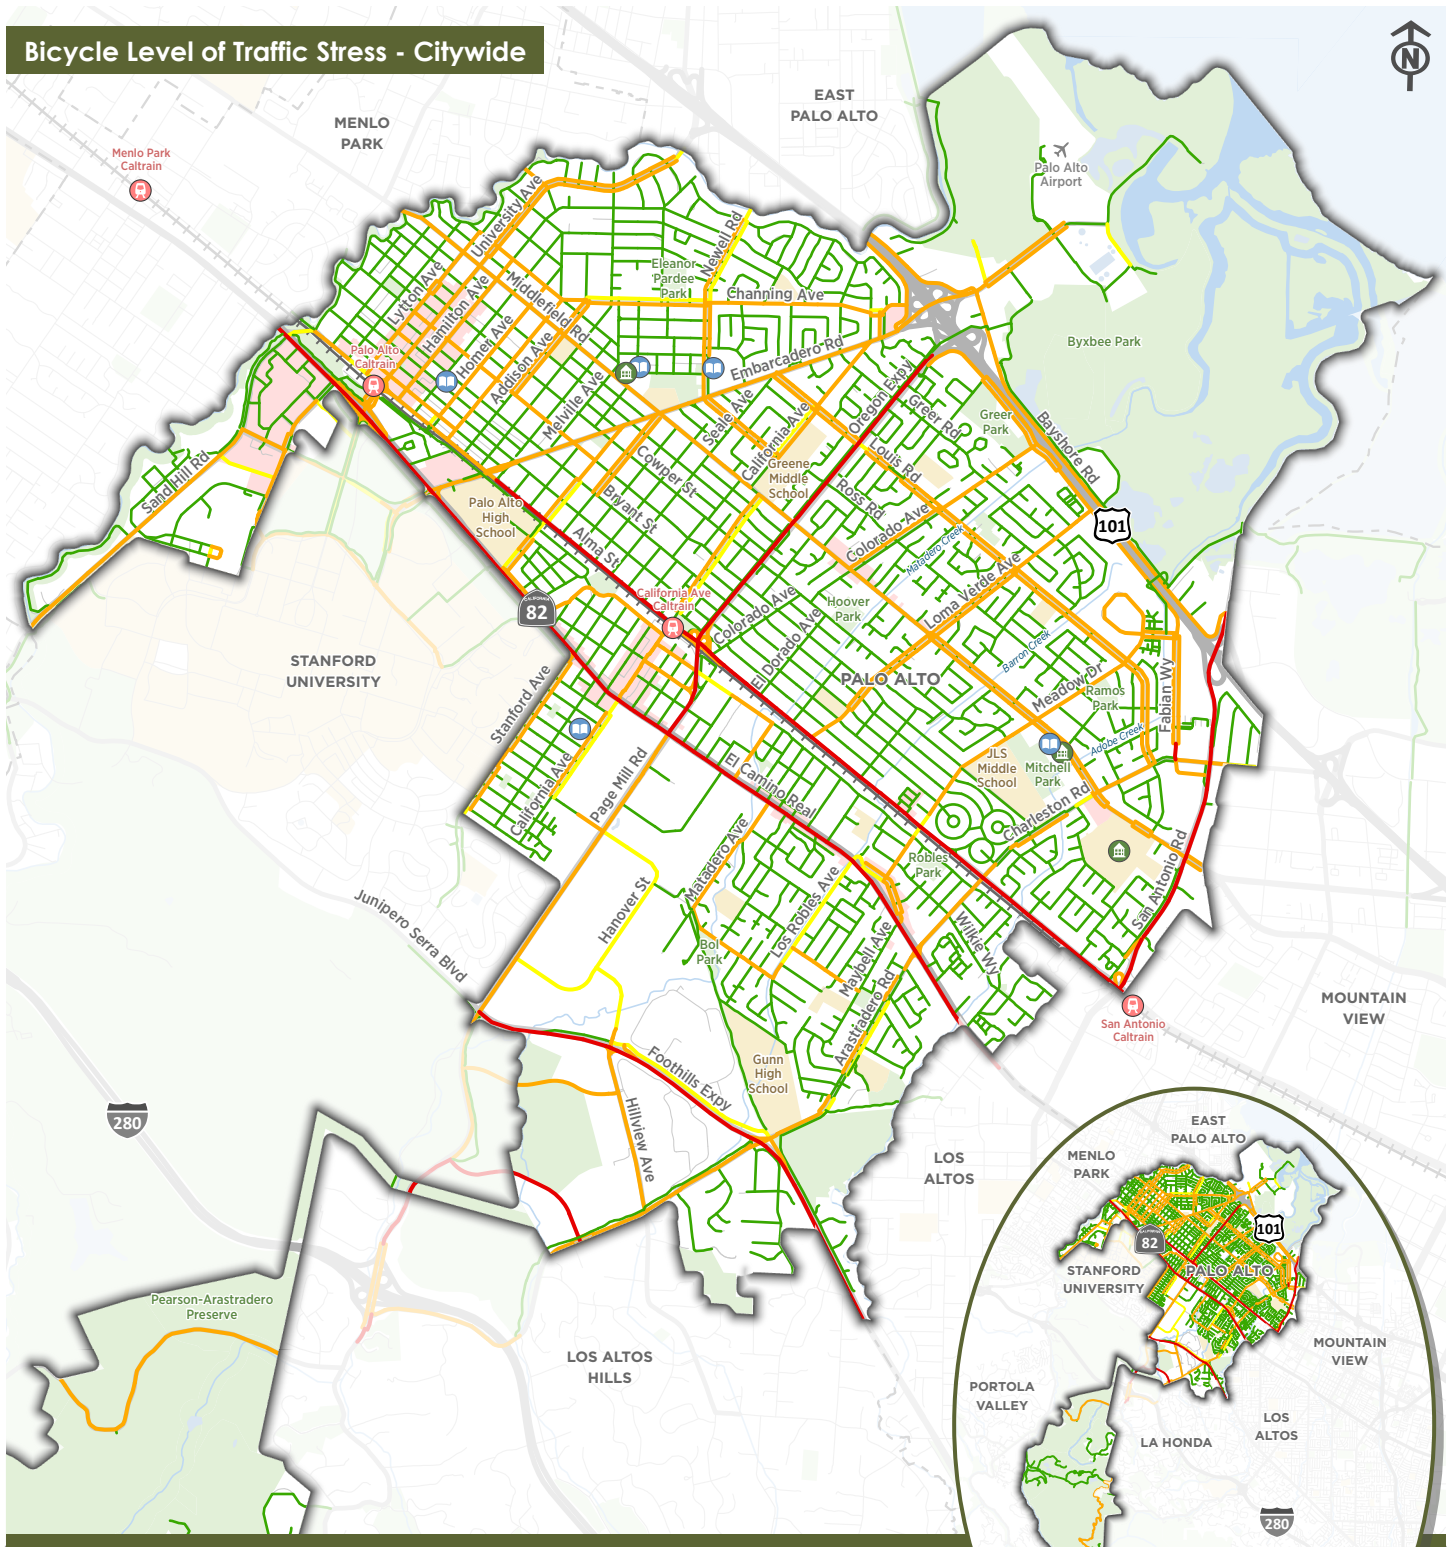 Bicycle Level of Traffic Stress - Citywide
N
EAST
PALO ALTO
MENLO
PARK
Menlo Park
Caltrain
Palo Alto
Airport
University Ave
Newell Rd
Eleanor
Pardee
Park
Lytton Ave
Hamilton Ave
Middlefield Rd
Channing Ave
Homer Ave
Addison Ave
Byxbee Park
Palo Alto
Caltrain
Embarcadero Rd
Melville Ave
Seale Ave
California Ave
Oregon Expy
Greer Rd
Greer
Park
Bayshore Rd
Sand Hill Rd
Cowper St
Louis Rd
Greene
Middle
School
Bryant St
Ross Rd
Palo Alto
High
School
Colorado Ave
101
Alma St
Matadero Creek
CALIFORNIA
82
California Ave
Caltrain
Hoover
Park
Loma Verde Ave
Colorado Ave
El Dorado Ave
Barron Creek
STANFORD
UNIVERSITY
PALO ALTO
Meadow Dr
Ramos
Park
Fabian Wy
Stanford Ave
Adobe Creek
JLS
Middle
School
Mitchell
Park
El Camino Real
Page Mill Rd
California Ave
Charleston Rd
Matadero Ave
Robles
Park
San Antonio Rd
Hanover St
Los Robles Ave
Junipero Serra Blvd
Bol
Park
Maybell Ave
Wilkie Wy
Arastradero Rd
MOUNTAIN
VIEW
San Antonio
Caltrain
Foothills Expy
Gunn
High
School
Hillview Ave
280
LOS
ALTOS
Pearson-Arastradero
Preserve
LOS ALTOS
HILLS
EAST
PALO ALTO
MENLO
PARK
101
82
STANFORD
UNIVERSITY
PALO ALTO
MOUNTAIN
VIEW
PORTOLA
VALLEY
LOS
ALTOS
LA HONDA
280